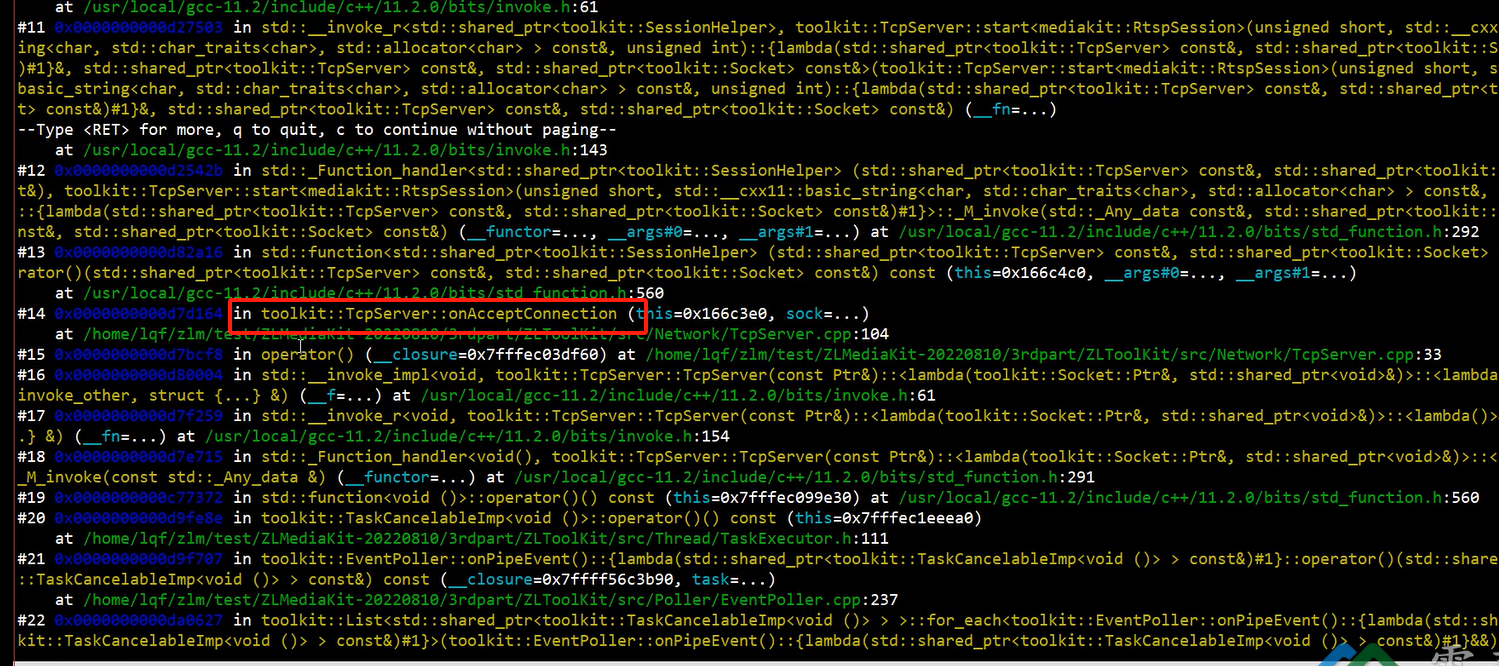 at /usr/local/gcc-11.2/include/c++/11.2.0/bits/invoke.h:61
#11 0x0000000000d27503 in std::__invoke_r<std::shared_ptr<toolkit::SessionHelper>, toolkit::TcpServer::start<mediakit::RtspSession>(unsigned short, std::__cxx
ing<char, std::char_traits<char>, std::allocator<char> > const&, unsigned int)::{lambda(std::shared_ptr<toolkit::TcpServer> const&, std::shared_ptr<toolkit::S
)#1}&, std::shared_ptr<toolkit::TcpServer> const&, std::shared_ptr<toolkit::Socket> const&>(toolkit::TcpServer::start<mediakit::RtspSession>(unsigned short, s
basic_string<char, std::char_traits<char>, std::allocator<char> > const&, unsigned int)::{lambda(std::shared_ptr<toolkit::TcpServer> const&, std::shared_ptr<t
t> const&)#1}&, std::shared_ptr<toolkit::TcpServer> const&, std::shared_ptr<toolkit::Socket> const&) (__fn=...)
--Type <RET> for more, q to quit, c to continue without paging--
at /usr/local/gcc-11.2/include/c++/11.2.0/bits/invoke.h:143
#12 0x0000000000d2542b in std::_Function_handler<std::shared_ptr<toolkit::SessionHelper> (std::shared_ptr<toolkit::TcpServer> const&, std::shared_ptr<toolkit:
t&), toolkit::TcpServer::start<mediakit::RtspSession>(unsigned short, std::__cxx11::basic_string<char, std::char_traits<char>, std::allocator<char> > const&,
::{lambda(std::shared_ptr<toolkit::TcpServer> const&, std::shared_ptr<toolkit::Socket> const&)#1}>::_M_invoke(std::_Any_data const&, std::shared_ptr<toolkit::
nst&, std::shared_ptr<toolkit::Socket> const&) (__functor=..., __args#0=..., __args#1=...) at /usr/local/gcc-11.2/include/c++/11.2.0/bits/std_function.h:292
#13 0x0000000000d82a16 in std::function<std::shared_ptr<toolkit::SessionHelper> (std::shared_ptr<toolkit::TcpServer> const&, std::shared_ptr<toolkit::Socket>
rator()(std::shared_ptr<toolkit::TcpServer> const&, std::shared_ptr<toolkit::Socket> const&) const (this=0x166c4c0, __args#0=..., __args#1=...)
at /usr/local/gcc-11.2/include/c++/11.2.0/bits/std_function.h:560
#14 0x0000000000d7d164 in toolkit::TcpServer::onAcceptConnection (this=0x166c3e0, sock=...)
at /home/lqf/zlm/test/ZLMediaKit-20220810/3rdpart/ZLToolKit/src/Network/TcpServer.cpp:104
#15 0x0000000000d7bcf8 in operator() (__closure=0x7fffec03df60) at /home/lqf/zlm/test/ZLMediaKit-20220810/3rdpart/ZLToolKit/src/Network/TcpServer.cpp:33
#16 0x0000000000d80004 in std::__invoke_impl<void, toolkit::TcpServer::TcpServer(const Ptr&)::<lambda(toolkit::Socket::Ptr&, std::shared_ptr<void>&)>::<lambda
invoke_other, struct {...} &) (__f=...) at /usr/local/gcc-11.2/include/c++/11.2.0/bits/invoke.h:61
#17 0x0000000000d7f259 in std::__invoke_r<void, toolkit::TcpServer::TcpServer(const Ptr&)::<lambda(toolkit::Socket::Ptr&, std::shared_ptr<void>&)>::<lambda()>
.} &) (__fn=...) at /usr/local/gcc-11.2/include/c++/11.2.0/bits/invoke.h:154
#18 0x0000000000d7e715 in std::_Function_handler<void(), toolkit::TcpServer::TcpServer(const Ptr&)::<lambda(toolkit::Socket::Ptr&, std::shared_ptr<void>&)>::<
_M_invoke(const std::_Any_data &) (__functor=...) at /usr/local/gcc-11.2/include/c++/11.2.0/bits/std_function.h:291
#19 0x0000000000c77372 in std::function<void ()>::operator()() const (this=0x7fffec099e30) at /usr/local/gcc-11.2/include/c++/11.2.0/bits/std_function.h:560
#20 0x0000000000d9fe8e in toolkit::TaskCancelableImp<void ()>::operator()() const (this=0x7fffec1eeea0)
at /home/lqf/zlm/test/ZLMediaKit-20220810/3rdpart/ZLToolKit/src/Thread/TaskExecutor.h:111
#21 0x0000000000d9f707 in toolkit::EventPoller::onPipeEvent()::{lambda(std::shared_ptr<toolkit::TaskCancelableImp<void ()> > const&)#1}::operator()(std::share
::TaskCancelableImp<void ()> > const&) const (__closure=0x7ffff56c3b90, task=...)
at /home/lqf/zlm/test/ZLMediaKit-20220810/3rdpart/ZLToolKit/src/Poller/EventPoller.cpp:237
#22 0x0000000000da0627 in toolkit::List<std::shared_ptr<toolkit::TaskCancelableImp<void ()> > >::for_each<toolkit::EventPoller::onPipeEvent()::{lambda(std::sh
kit::TaskCancelableImp<void ()> > const&)#1}>(toolkit::EventPoller::onPipeEvent()::{lambda(std::shared_ptr<toolkit::TaskCancelableImp<void ()> > const&)#1}&&)